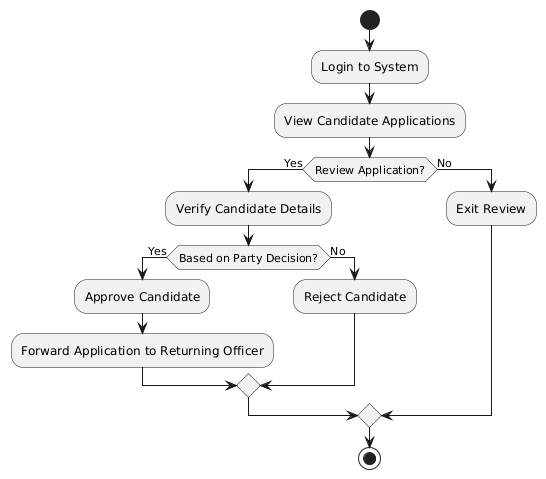 Login to System
View Candidate Applications
Yes
Review Application?
No
Verify Candidate Details
Exit Review
Yes
Based on Party Decision?
No
Approve Candidate
Reject Candidate
Forward Application to Returning Officer